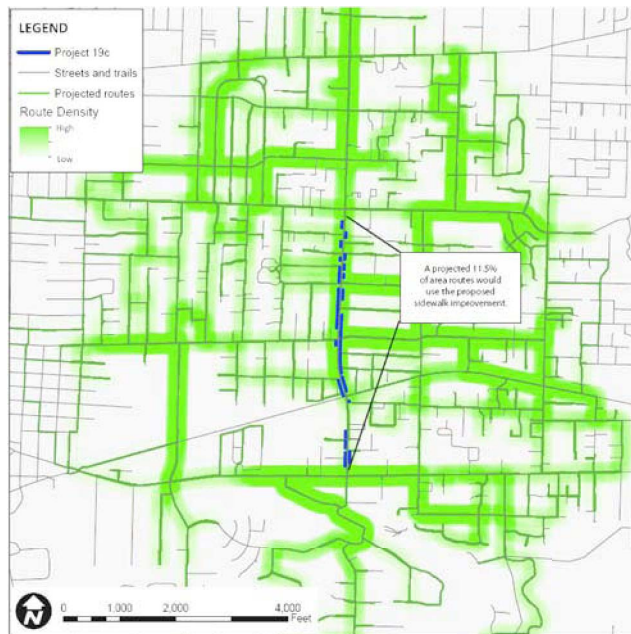 LEGEND
Project 19c
Streets and trails
Projected routes
Route Density
High
Low
A projected 11.5%
of area routes would
use the proposed
sidewalk improvement.
N
0 1,000 2,000 4,000
Feet